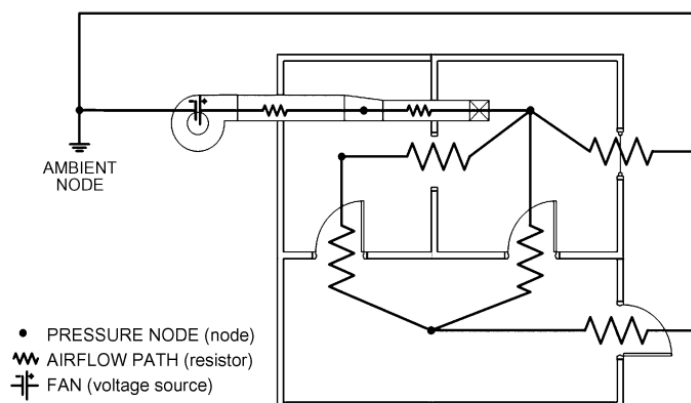 AMBIENT
NODE
PRESSURE NODE (node)
AIRFLOW PATH (resistor)
FAN (voltage source)